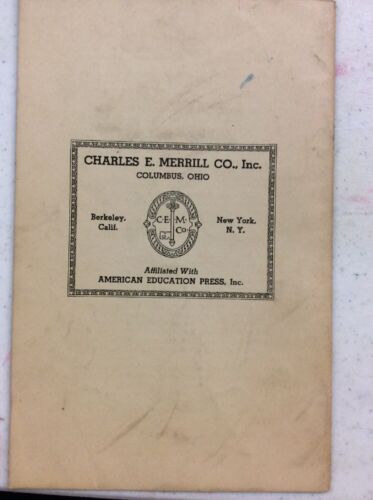 CHARLES E. MERRILL CO., Inc.
COLUMBUS, OHIO
Berkeley,
Calif.
C·E·M·
Co·
New York,
N. Y.
Affiliated With
AMERICAN EDUCATION PRESS, Inc.